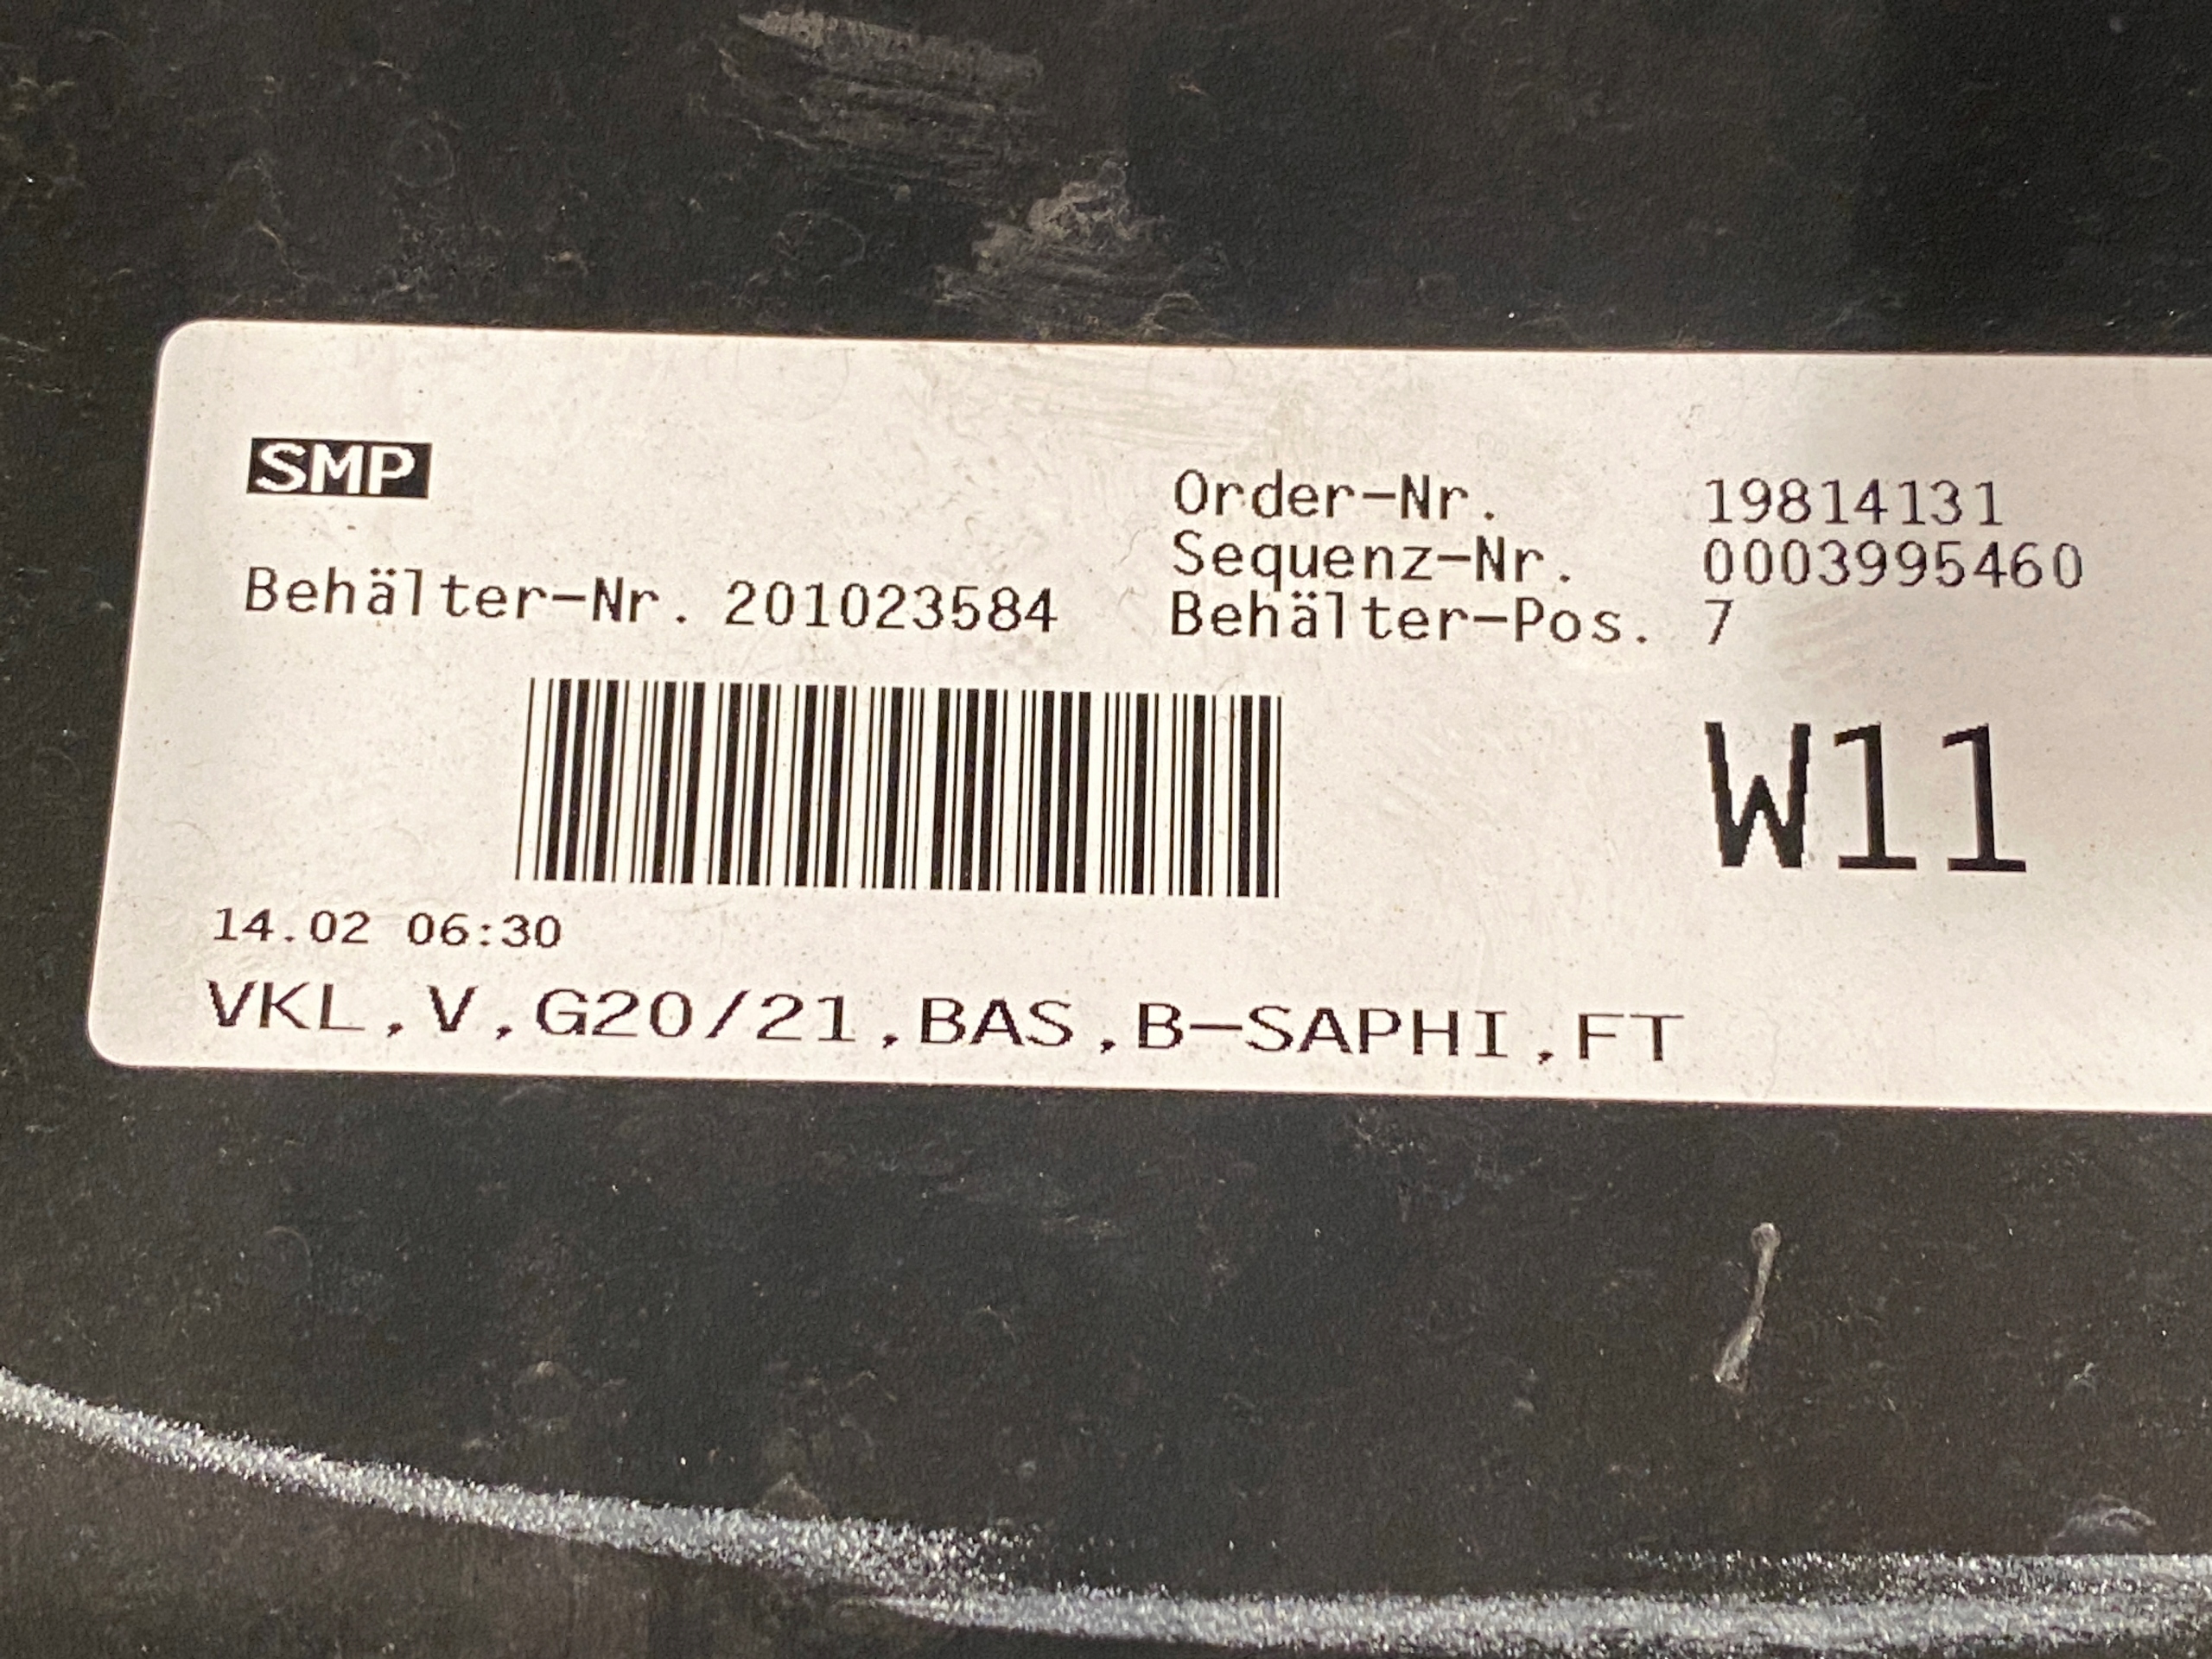 SMP
Order-Nr. 19814131
Sequenz-Nr. 0003995460
Behälter-Nr. 201023584
Behälter-Pos. 7
W11
14.02 06:30
VKL,V,G20/21,BAS,B-SAPHI,FT